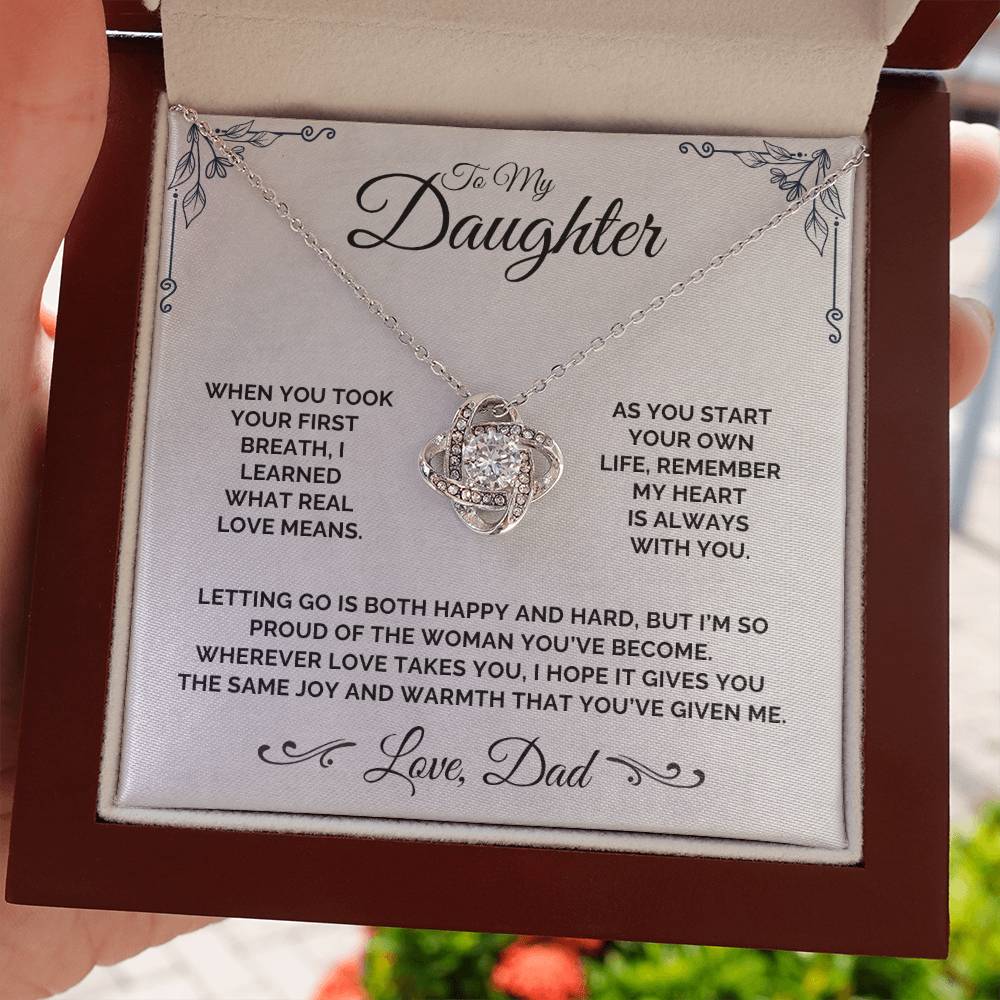 To My
Daughter
WHEN YOU TOOK
YOUR FIRST
BREATH, I
LEARNED
WHAT REAL
LOVE MEANS.
AS YOU START
YOUR OWN
LIFE, REMEMBER
MY HEART
IS ALWAYS
WITH YOU.
LETTING GO IS BOTH HAPPY AND HARD, BUT I'M SO
PROUD OF THE WOMAN YOU'VE BECOME.
WHEREVER LOVE TAKES YOU, I HOPE IT GIVES YOU
THE SAME JOY AND WARMTH THAT YOU'VE GIVEN ME.
Love, Dad